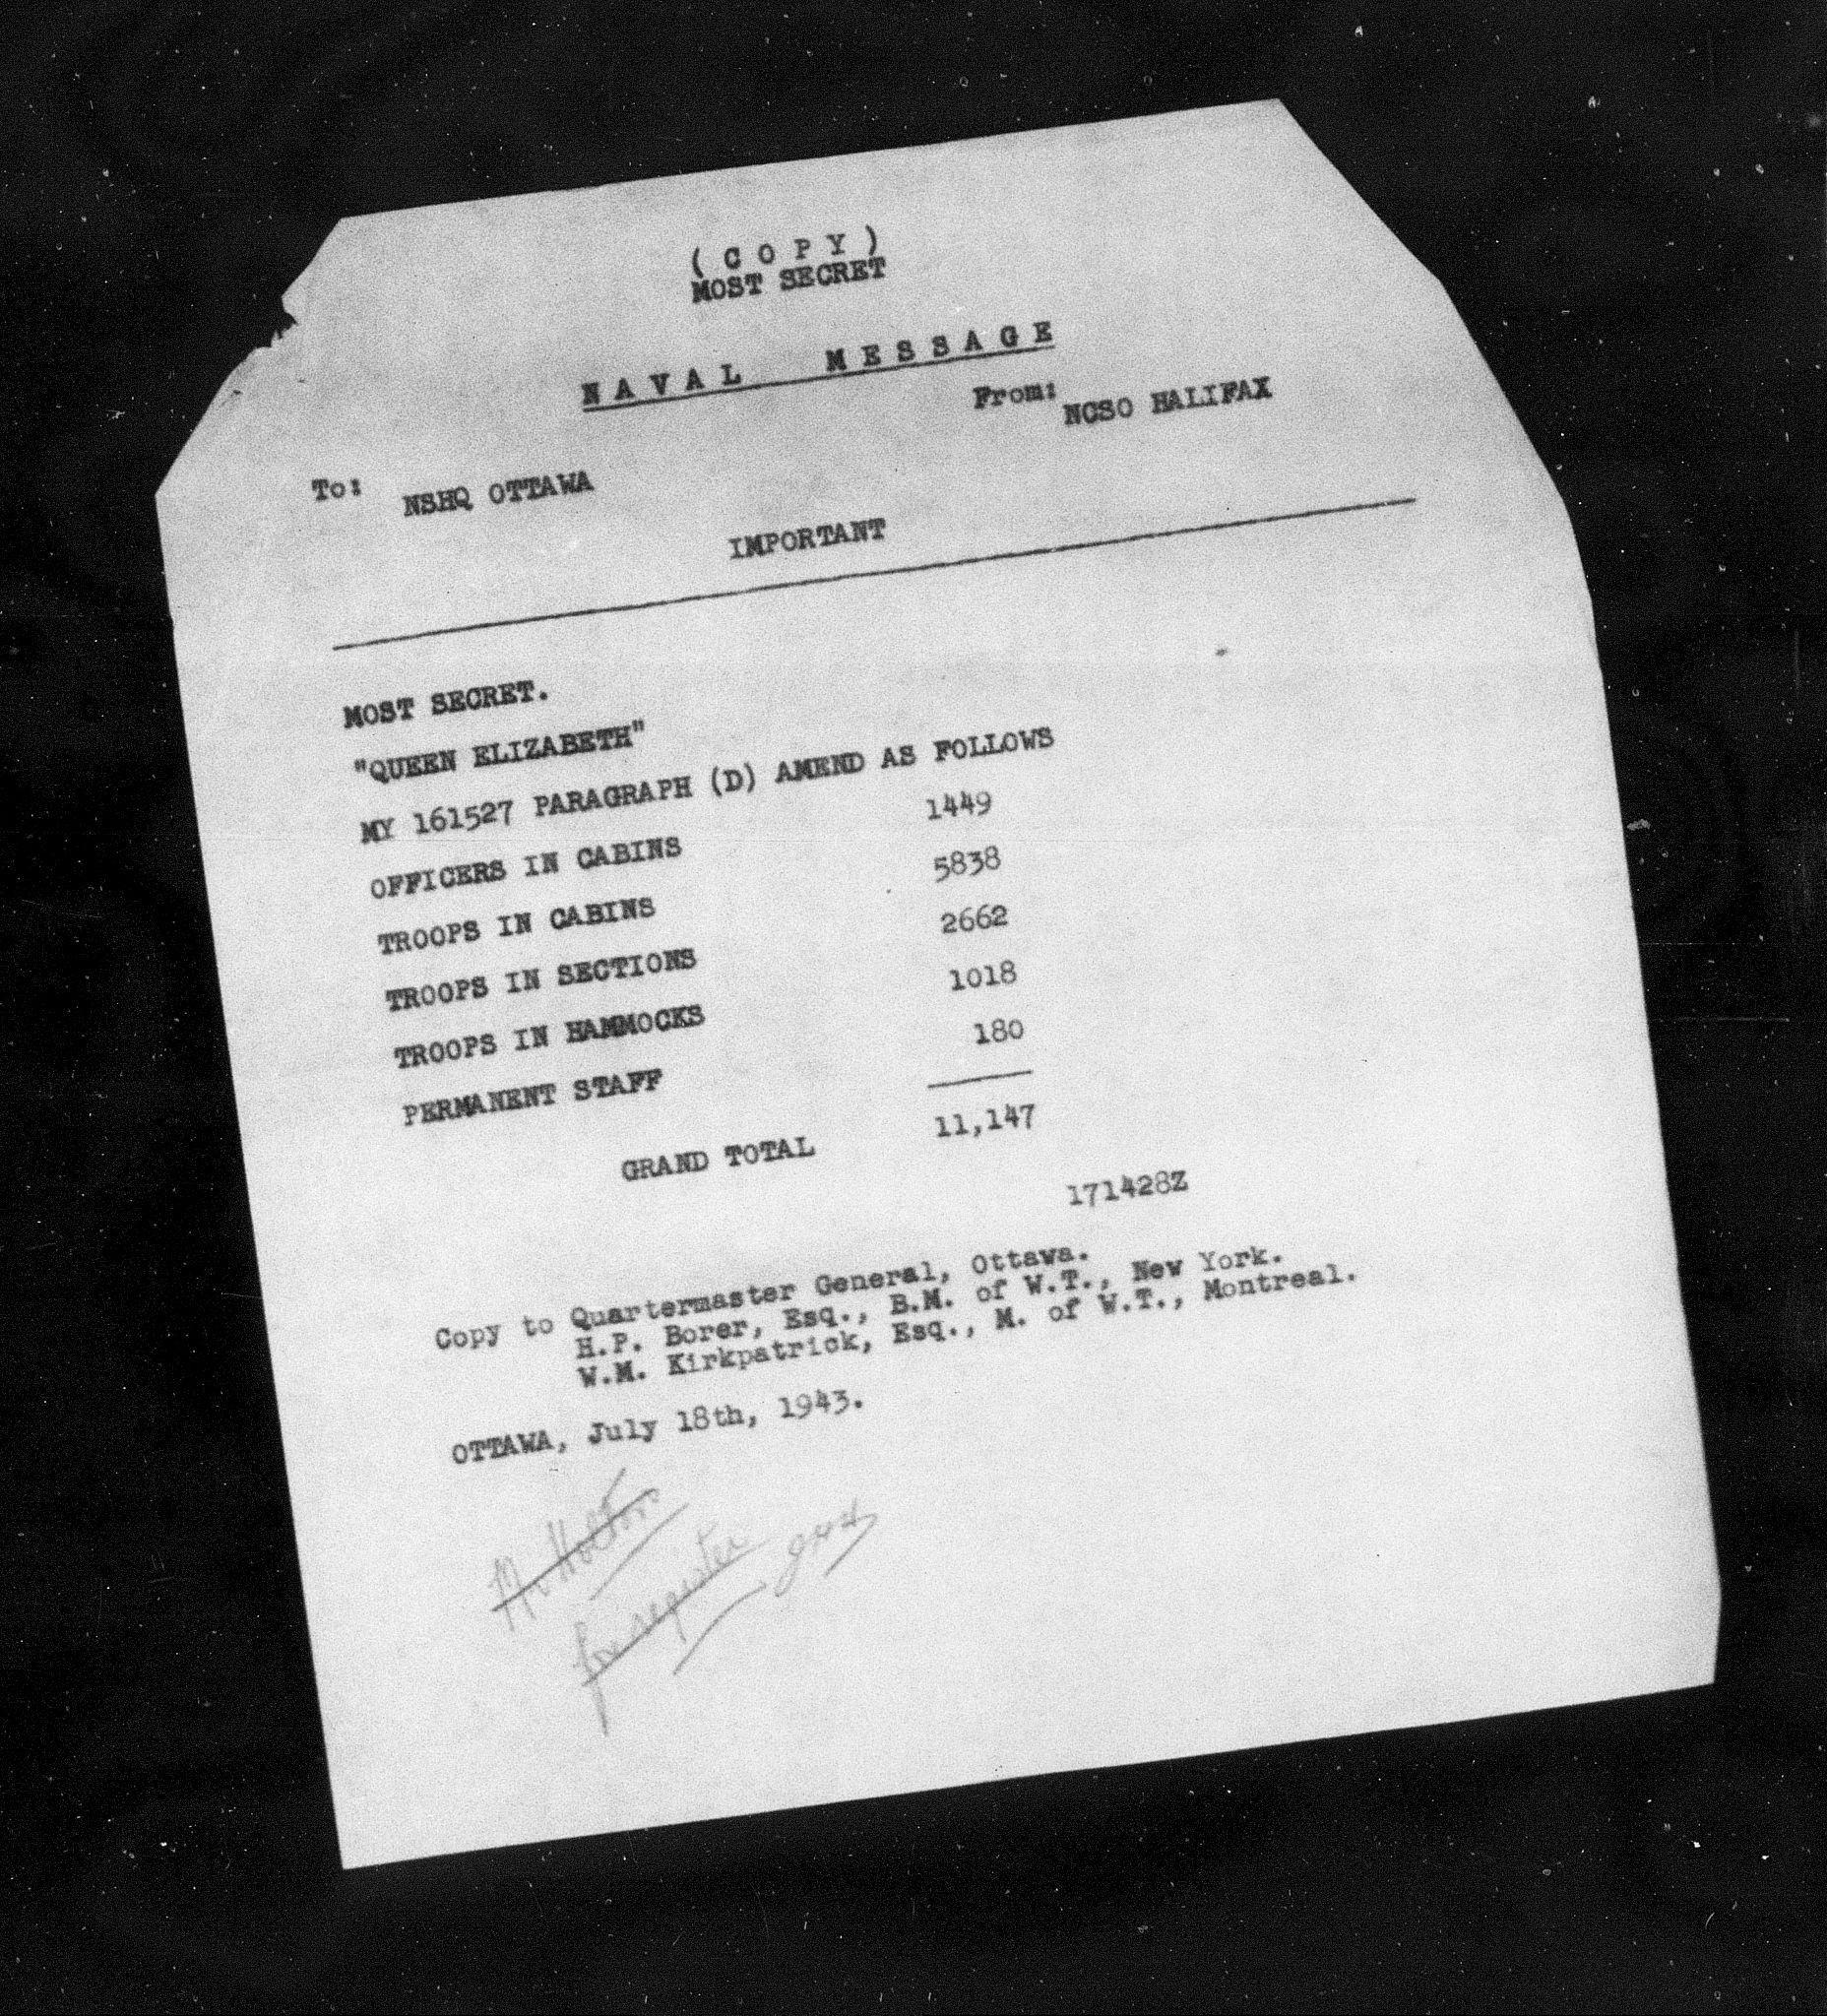 ( C O P Y )
MOST SECRET
N A V A L   M E S S A G E
From: NCSO HALIFAX
To: NSHQ OTTAWA
IMPORTANT
MOST SECRET.
"QUEEN ELIZABETH"
MY 161527 PARAGRAPH (D) AMEND AS FOLLOWS
OFFICERS IN CABINS 1449
TROOPS IN CABINS 5838
TROOPS IN SECTIONS 2662
TROOPS IN HAMMOCKS 1018
PERMANENT STAFF 180
GRAND TOTAL 11,147
171428Z
Copy to Quartermaster General, Ottawa.
H.P. Borer, Esq., B.M. of W.T., New York.
W.M. Kirkpatrick, Esq., M. of W.T., Montreal.
OTTAWA, July 18th, 1943.
for register